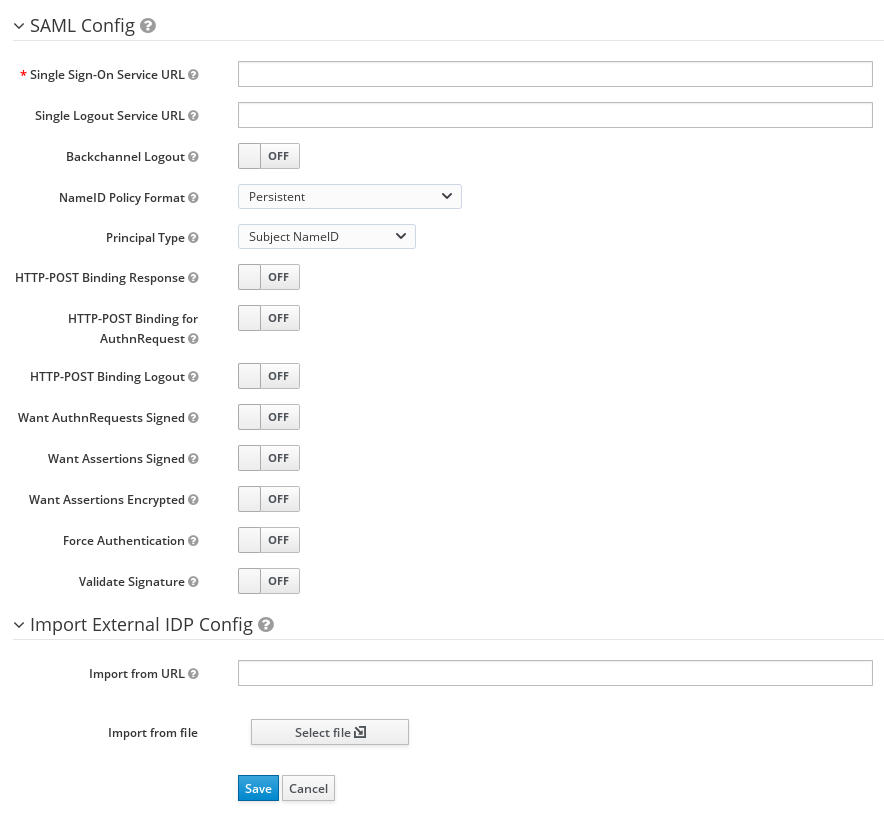 SAML Config
* Single Sign-On Service URL
Single Logout Service URL
Backchannel Logout OFF
NameID Policy Format Persistent
Principal Type Subject NameID
HTTP-POST Binding Response OFF
HTTP-POST Binding for OFF
AuthnRequest
HTTP-POST Binding Logout OFF
Want AuthnRequests Signed OFF
Want Assertions Signed OFF
Want Assertions Encrypted OFF
Force Authentication OFF
Validate Signature OFF
Import External IDP Config
Import from URL
Import from file Select file
Save Cancel